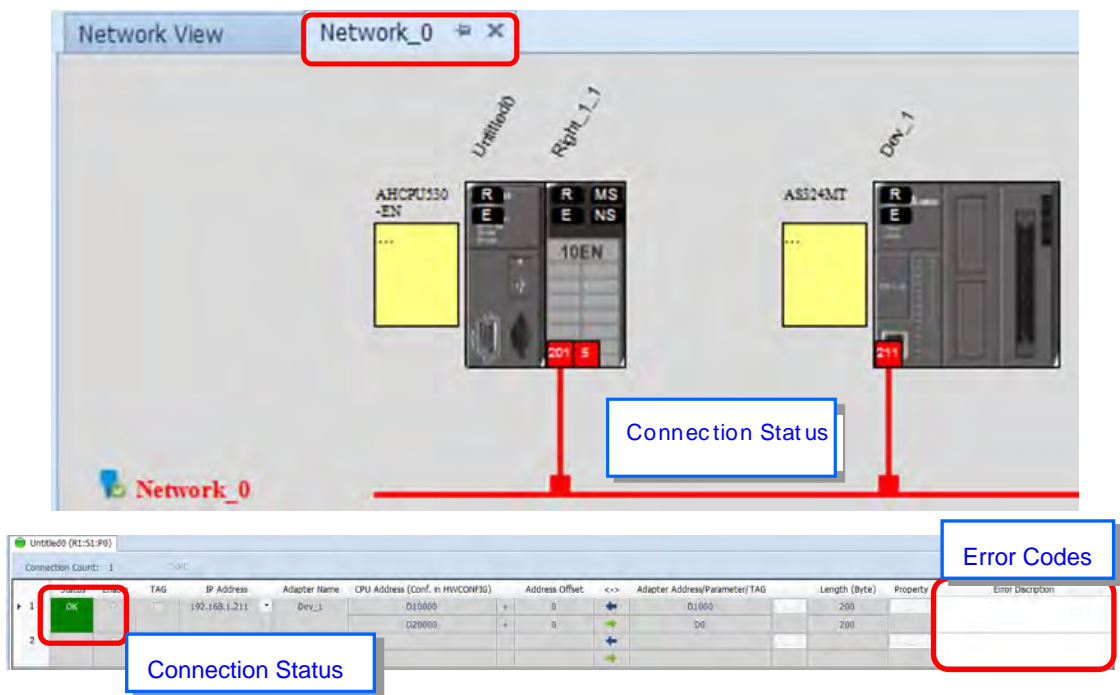 Network View
Network_0
Untitled0
Right_1_1
Dev_1
AHCPU530
-EN
...
R
E
R MS
E NS
10EN
201 5
AS324MT
...
R
E
211
Connection Status
Network_0
Untitled0 (R1:S1:P0)
Connection Count: 1
Error Codes
Status Enable TAG IP Address Adapter Name CPU Address (Conf. in HWCONFIG) Address Offset <-> Adapter Address/Parameter/TAG Length (Byte) Property Error Discription
1 OK 192.168.1.211 Dev_1 D10000 + 0 D1000 200
D20000 + 0 D0 200
2
Connection Status